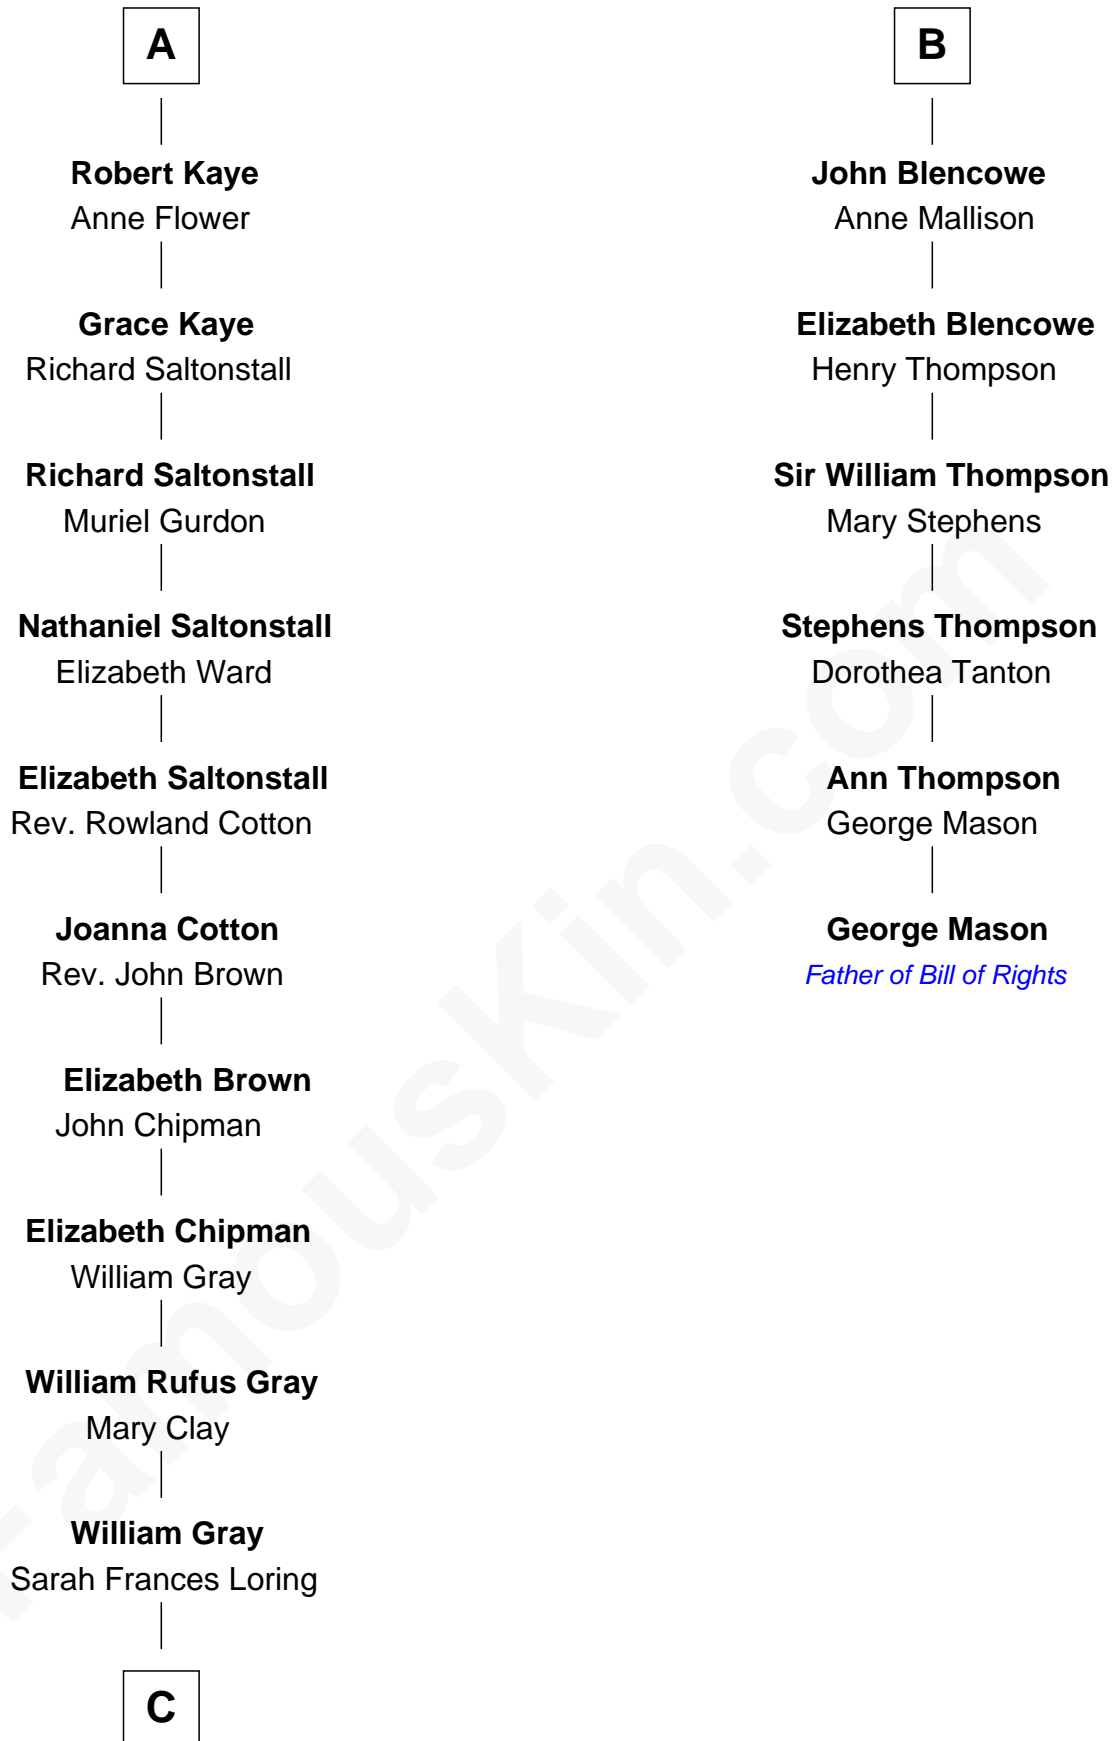 A
Robert Kaye
Anne Flower
Grace Kaye
Richard Saltonstall
Richard Saltonstall
Muriel Gurdon
Nathaniel Saltonstall
Elizabeth Ward
Elizabeth Saltonstall
Rev. Rowland Cotton
Joanna Cotton
Rev. John Brown
Elizabeth Brown
John Chipman
Elizabeth Chipman
William Gray
William Rufus Gray
Mary Clay
William Gray
Sarah Frances Loring
C
B
John Blencowe
Anne Mallison
Elizabeth Blencowe
Henry Thompson
Sir William Thompson
Mary Stephens
Stephens Thompson
Dorothea Tanton
Ann Thompson
George Mason
George Mason
Father of Bill of Rights
FamousKin.com